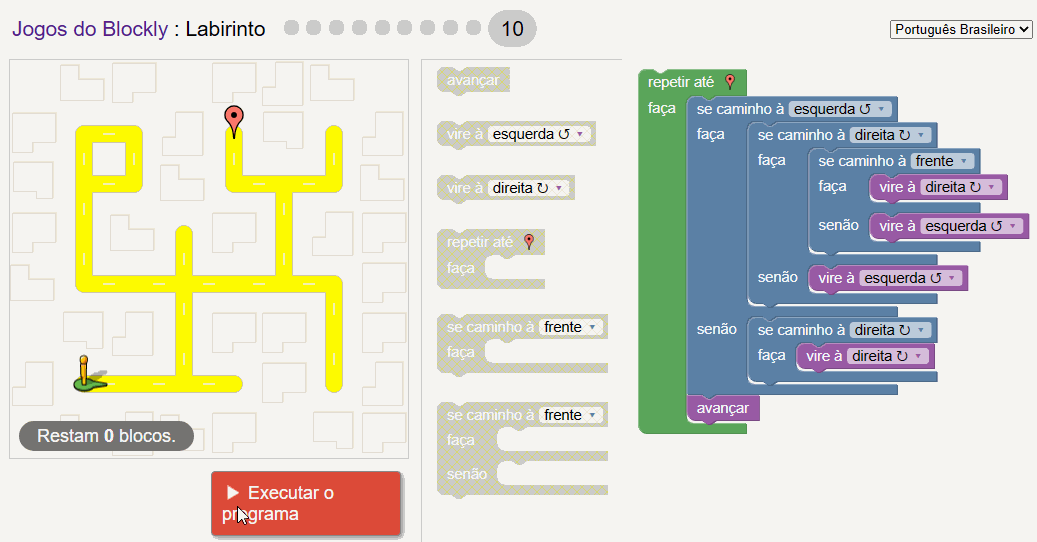 Jogos do Blockly : Labirinto 10
Português Brasileiro
avançar
vire à esquerda ↺
vire à direita ↻
repetir até
faça
se caminho à frente
faça
se caminho à frente
faça
senão
repetir até
faça se caminho à esquerda ↺
faça se caminho à direita ↻
faça se caminho à frente
faça vire à direita ↻
senão vire à esquerda ↺
senão vire à esquerda ↺
senão se caminho à direita ↻
faça vire à direita ↻
avançar
Restam 0 blocos.
Executar o
programa